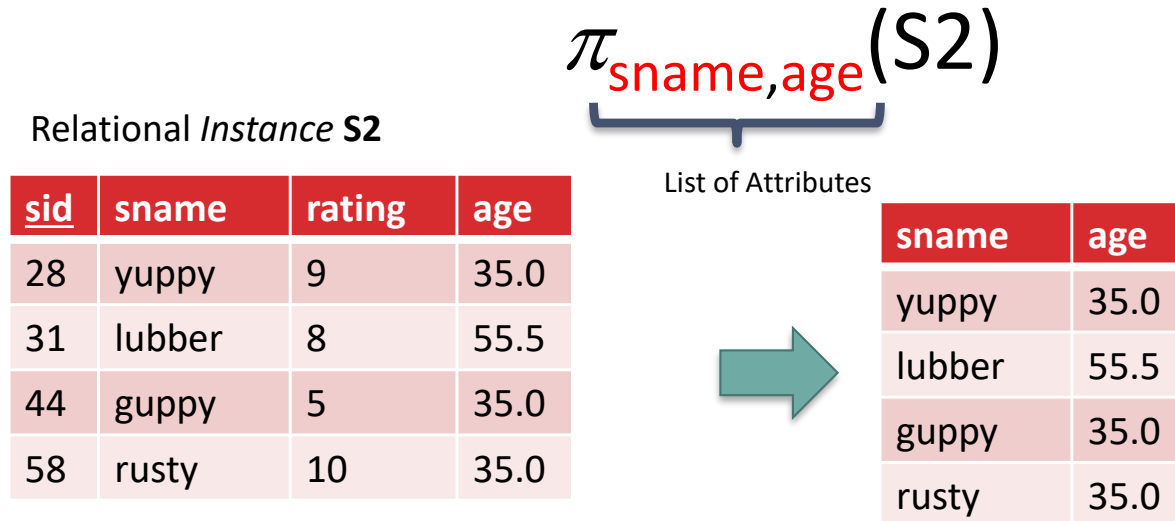 π sname,age(S2)
Relational Instance S2
List of Attributes
sid sname rating age
28 yuppy 9 35.0
31 lubber 8 55.5
44 guppy 5 35.0
58 rusty 10 35.0
sname age
yuppy 35.0
lubber 55.5
guppy 35.0
rusty 35.0